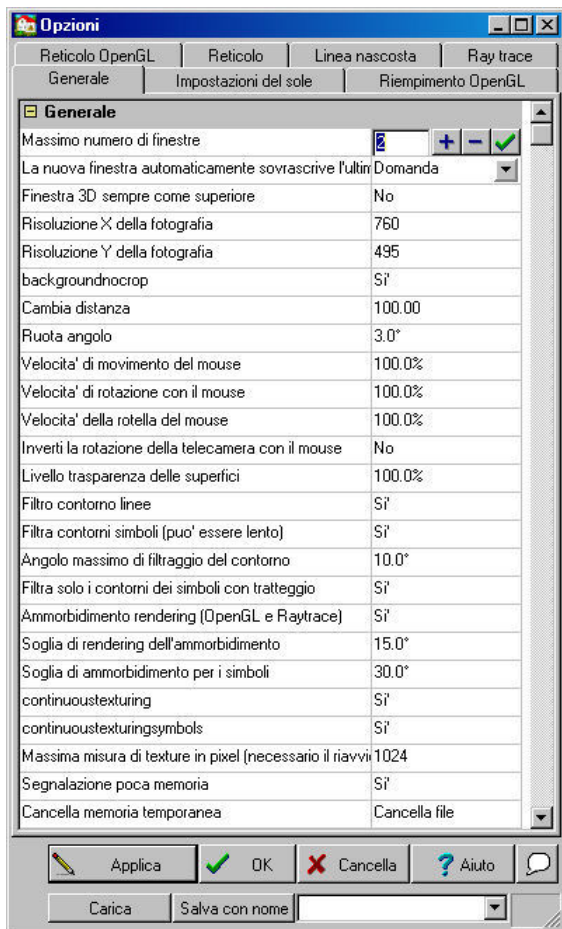 Opzioni
Reticolo OpenGL Reticolo Linea nascosta Ray trace
Generale Impostazioni del sole Riempimento OpenGL
Generale
Massimo numero di finestre 2
La nuova finestra automaticamente sovrascrive l'ultim Domanda
Finestra 3D sempre come superiore No
Risoluzione X della fotografia 760
Risoluzione Y della fotografia 495
backgroundnocrop Si'
Cambia distanza 100.00
Ruota angolo 3.0°
Velocita' di movimento del mouse 100.0%
Velocita' di rotazione con il mouse 100.0%
Velocita' della rotella del mouse 100.0%
Inverti la rotazione della telecamera con il mouse No
Livello trasparenza delle superfici 100.0%
Filtro contorno linee Si'
Filtra contorni simboli (puo' essere lento) Si'
Angolo massimo di filtraggio del contorno 10.0°
Filtra solo i contorni dei simboli con tratteggio Si'
Ammorbidimento rendering (OpenGL e Raytrace) Si'
Soglia di rendering dell'ammorbidimento 15.0°
Soglia di ammorbidimento per i simboli 30.0°
continuoustexturing Si'
continuoustexturingsymbols Si'
Massima misura di texture in pixel (necessario il riavvi 1024
Segnalazione poca memoria Si'
Cancella memoria temporanea Cancella file
Applica OK Cancella Aiuto
Carica Salva con nome